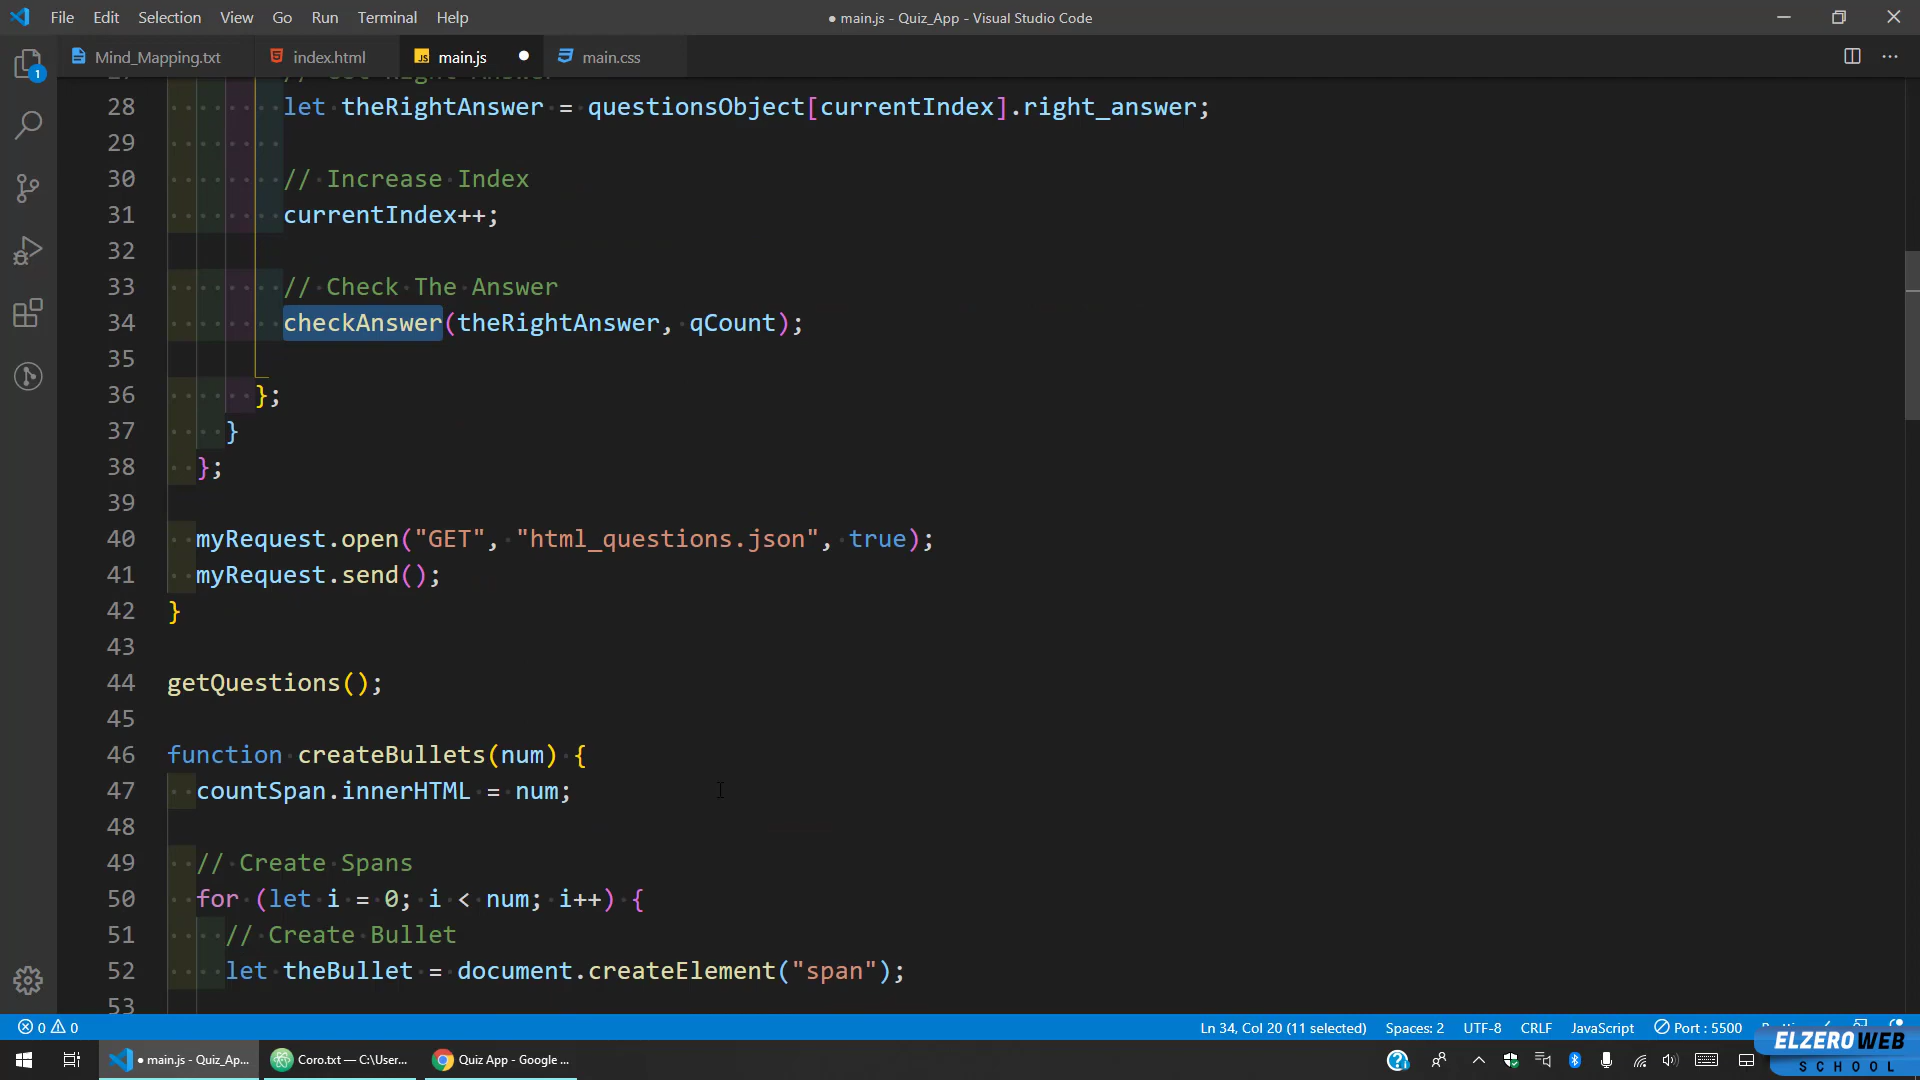 File Edit Selection View Go Run Terminal Help
● main.js - Quiz_App - Visual Studio Code
1
Mind_Mapping.txt
index.html
JS main.js
main.css
28 let theRightAnswer = questionsObject[currentIndex].right_answer;
29
30 // Increase Index
31 currentIndex++;
32
33 // Check The Answer
34 checkAnswer(theRightAnswer, qCount);
35
36 };
37 }
38 };
39
40 myRequest.open("GET", "html_questions.json", true);
41 myRequest.send();
42 }
43
44 getQuestions();
45
46 function createBullets(num) {
47 countSpan.innerHTML = num;
48
49 // Create Spans
50 for (let i = 0; i < num; i++) {
51 // Create Bullet
52 let theBullet = document.createElement("span");
53
0 0 Ln 34, Col 20 (11 selected) Spaces: 2 UTF-8 CRLF JavaScript Port : 5500
ELZEROWEB
SCHOOL
● main.js - Quiz_Ap...
Coro.txt — C:\User...
Quiz App - Google ...